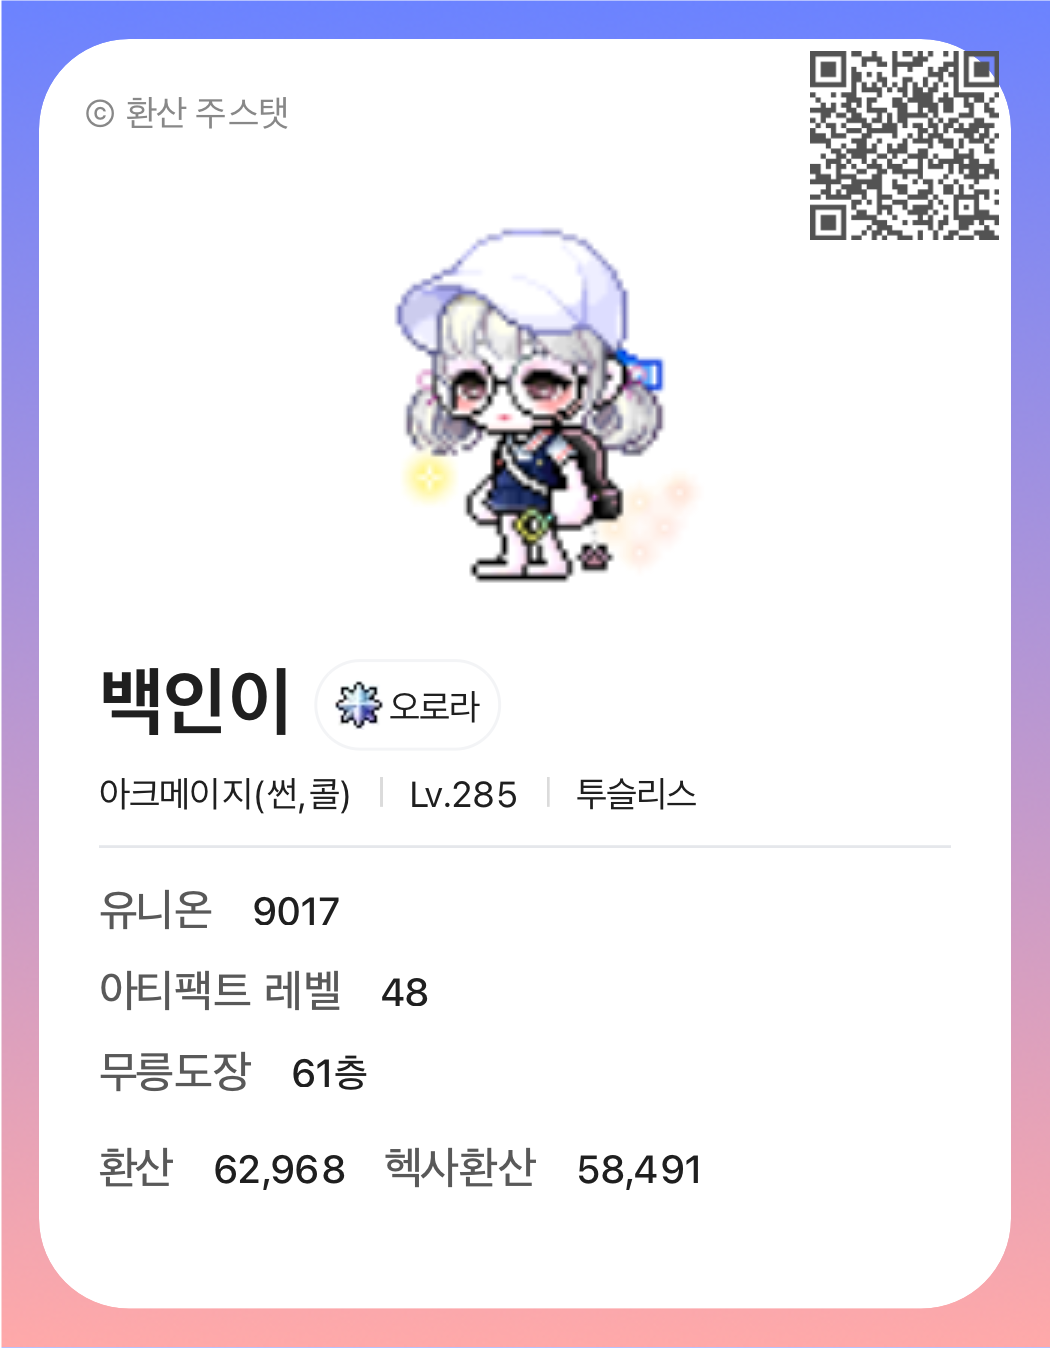 ⓒ 환산 주스탯
백인이 오로라
아크메이지(썬,콜) Lv.285 투슬리스
유니온 9017
아티팩트 레벨 48
무릉도장 61층
환산 62,968 헥사환산 58,491